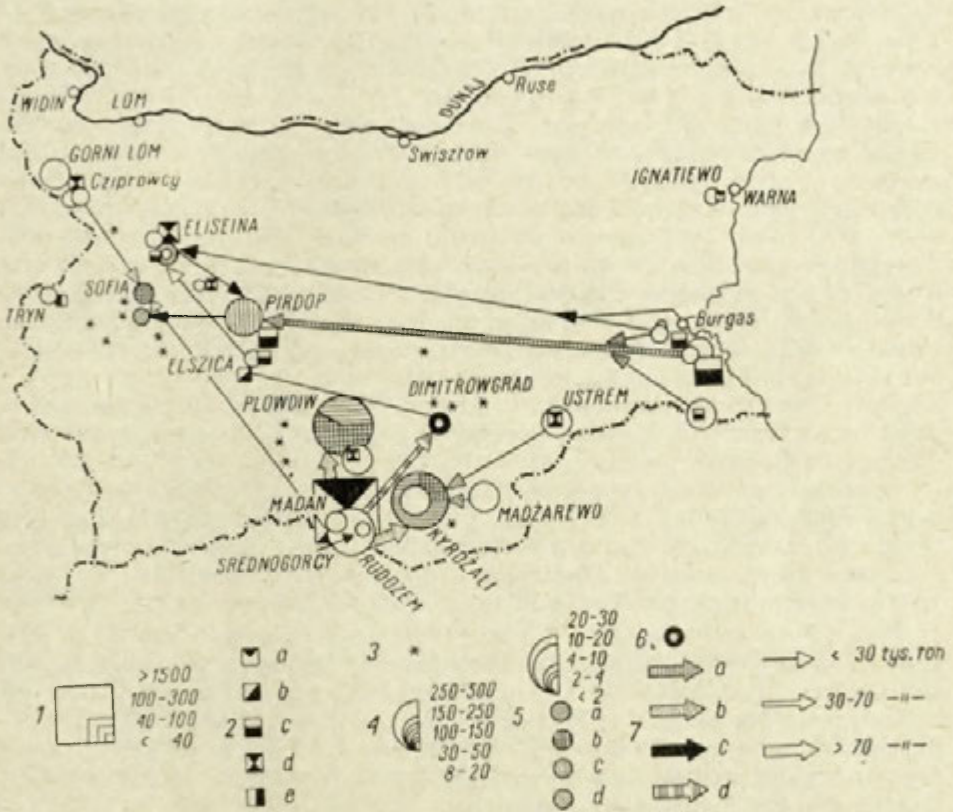 WIDIN
LOM
DUNAJ
Ruse
Swisztow
GORNI LOM
Cziprowcy
IGNATIEWO
WARNA
ELISEINA
SOFIA
PIRDOP
TRYN
Burgas
ELSZICA
DIMITROWGRAD
PLOWDIW
USTREM
MADAN
MADŻAREWO
SREDNOGORCY
RUDOZEM
KYRDŻALI
1
>1500
100-300
40-100
< 40
2
a
b
c
d
e
3
4
250-500
150-250
100-150
30-50
8-20
5
20-30
10-20
4-10
2-4
< 2
a
b
c
d
6.
7
a
b
c
d
< 30 tys. ton
30-70 -"-
> 70 -"-